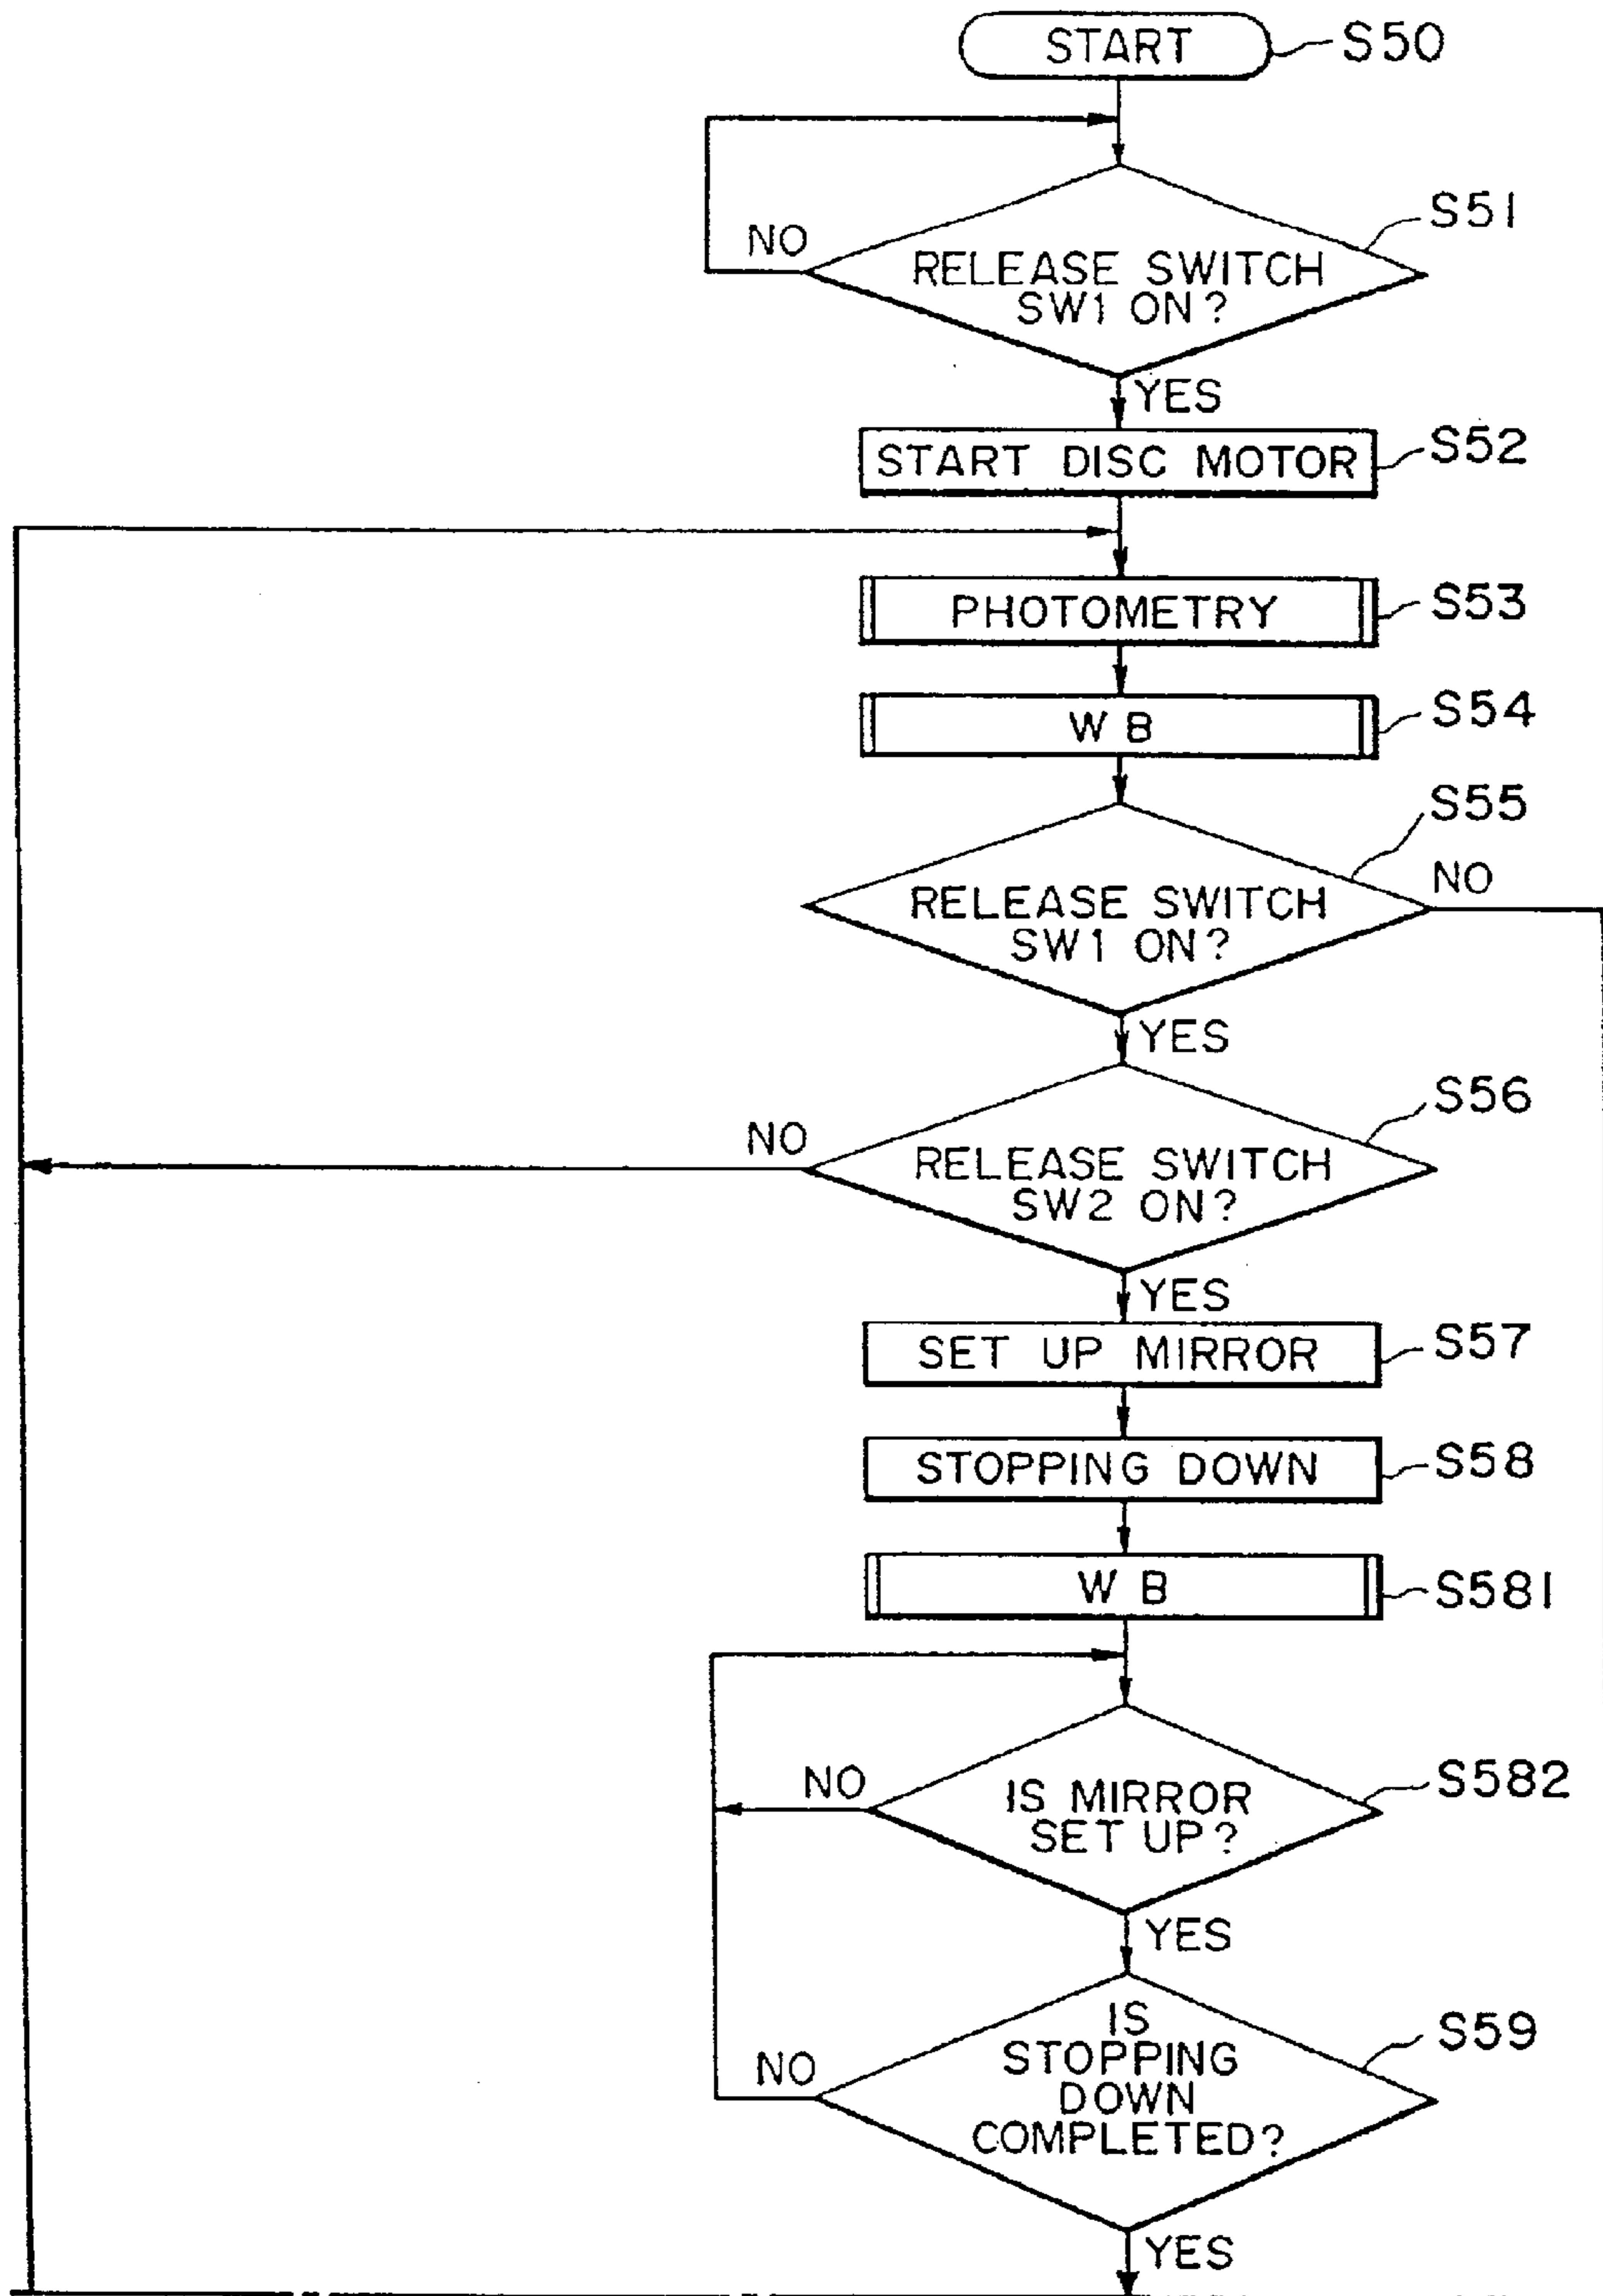 START
S50
S51
NO
RELEASE SWITCH
SW1 ON?
YES
START DISC MOTOR
S52
PHOTOMETRY
S53
W B
S54
S55
NO
RELEASE SWITCH
SW1 ON?
YES
S56
NO
RELEASE SWITCH
SW2 ON?
YES
SET UP MIRROR
S57
STOPPING DOWN
S58
W B
S581
S582
NO
IS MIRROR
SET UP?
YES
S59
IS
STOPPING
DOWN
COMPLETED?
NO
YES